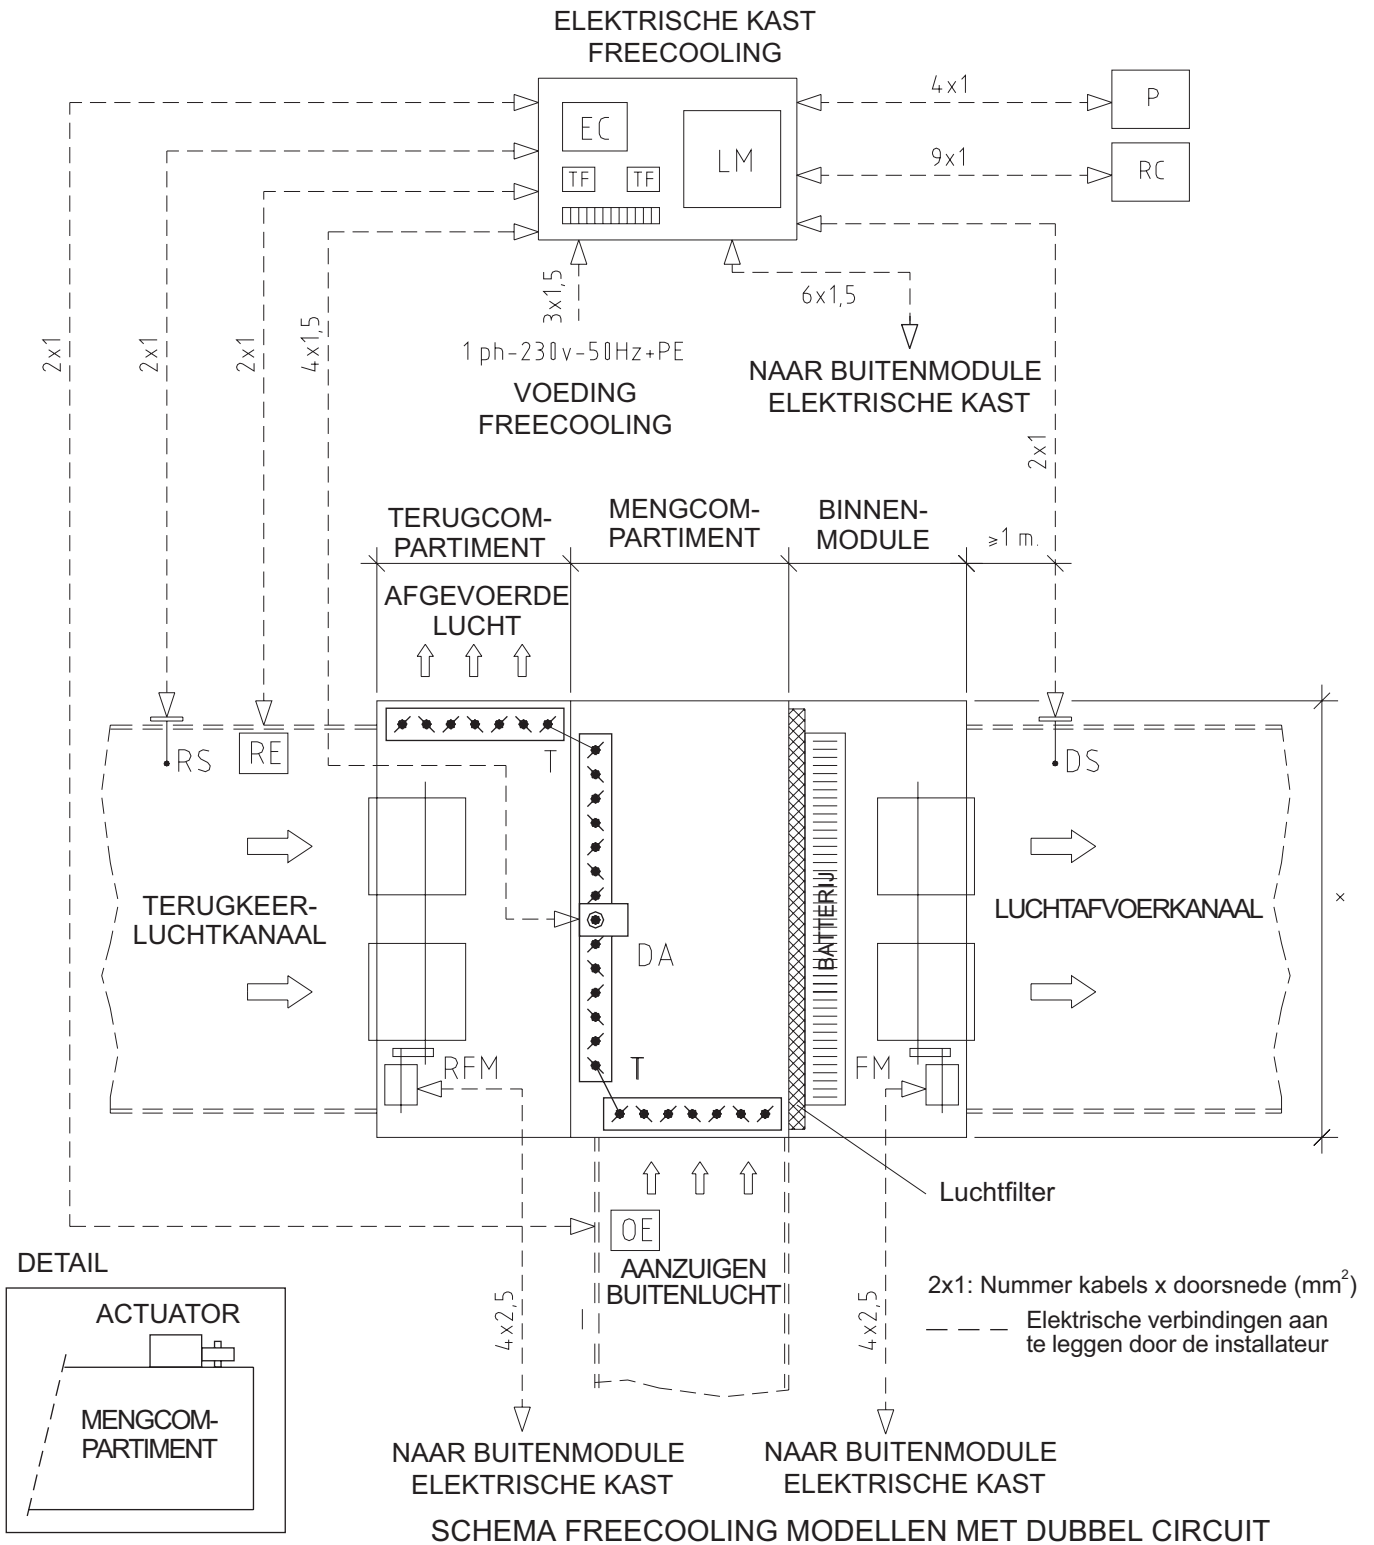 ELEKTRISCHE KAST
FREECOOLING
4x1
P
EC
LM
9x1
RC
TF
TF
3x1,5
6x1,5
2x1
2x1
2x1
4x1,5
1 ph-230v-50Hz+PE
VOEDING
FREECOOLING
NAAR BUITENMODULE
ELEKTRISCHE KAST
2x1
TERUGCOM-
PARTIMENT
MENGCOM-
PARTIMENT
BINNEN-
MODULE
≥1 m.
AFGEVOERDE
LUCHT
RS
RE
T
DS
TERUGKEER-
LUCHTKANAAL
DA
BATTERIJ
LUCHTAFVOERKANAAL
x
RFM
T
FM
Luchtfilter
OE
AANZUIGEN
BUITENLUCHT
4x2,5
4x2,5
DETAIL
ACTUATOR
MENGCOM-
PARTIMENT
2x1: Nummer kabels x doorsnede (mm²)
Elektrische verbindingen aan
te leggen door de installateur
NAAR BUITENMODULE
ELEKTRISCHE KAST
NAAR BUITENMODULE
ELEKTRISCHE KAST
SCHEMA FREECOOLING MODELLEN MET DUBBEL CIRCUIT